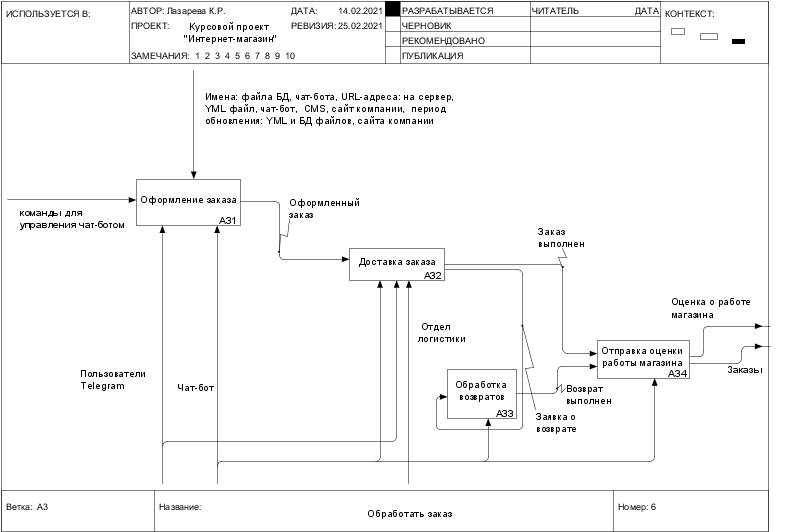 ИСПОЛЬЗУЕТСЯ В:
АВТОР: Лазарева К.Р.
ДАТА: 14.02.2021
РАЗРАБАТЫВАЕТСЯ
ЧИТАТЕЛЬ
ДАТА
КОНТЕКСТ:
ПРОЕКТ: Курсовой проект
"Интернет-магазин"
РЕВИЗИЯ: 25.02.2021
ЧЕРНОВИК
РЕКОМЕНДОВАНО
ЗАМЕЧАНИЯ: 1 2 3 4 5 6 7 8 9 10
ПУБЛИКАЦИЯ
Имена: файла БД, чат-бота, URL-адреса: на сервер,
YML файл, чат-бот, CMS, сайт компании, период
обновления: YML и БД файлов, сайта компании
Оформление заказа
А31
команды для
управления чат-ботом
Оформленный
заказ
Доставка заказа
А32
Заказ
выполнен
Оценка о работе
магазина
Отдел
логистики
Отправка оценки
работы магазина
А34
Заказы
Пользователи
Telegram
Чат-бот
Обработка
возвратов
А33
Возврат
выполнен
Заявка о
возврате
Ветка: А3
Название:
Обработать заказ
Номер: 6